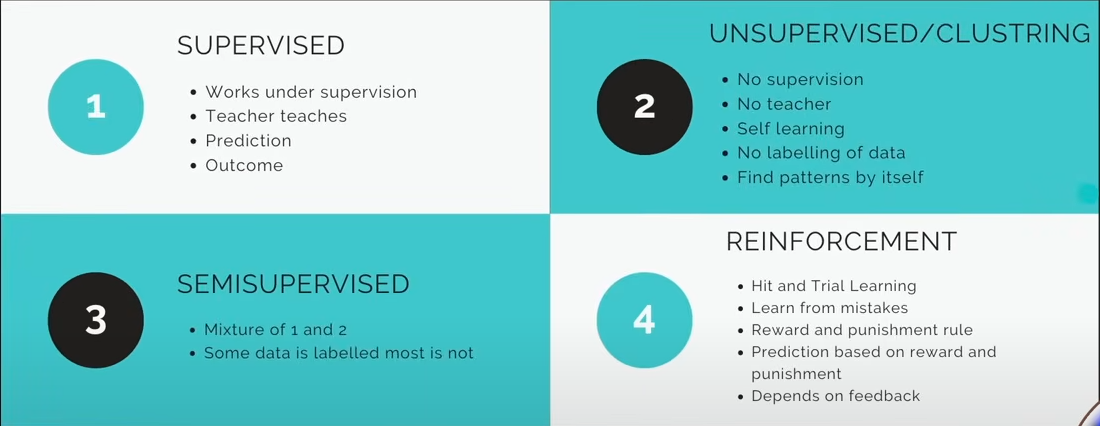 SUPERVISED
1
• Works under supervision
• Teacher teaches
• Prediction
• Outcome
UNSUPERVISED/CLUSTRING
2
• No supervision
• No teacher
• Self learning
• No labelling of data
• Find patterns by itself
SEMISUPERVISED
3
• Mixture of 1 and 2
• Some data is labelled most is not
REINFORCEMENT
4
• Hit and Trial Learning
• Learn from mistakes
• Reward and punishment rule
• Prediction based on reward and
punishment
• Depends on feedback